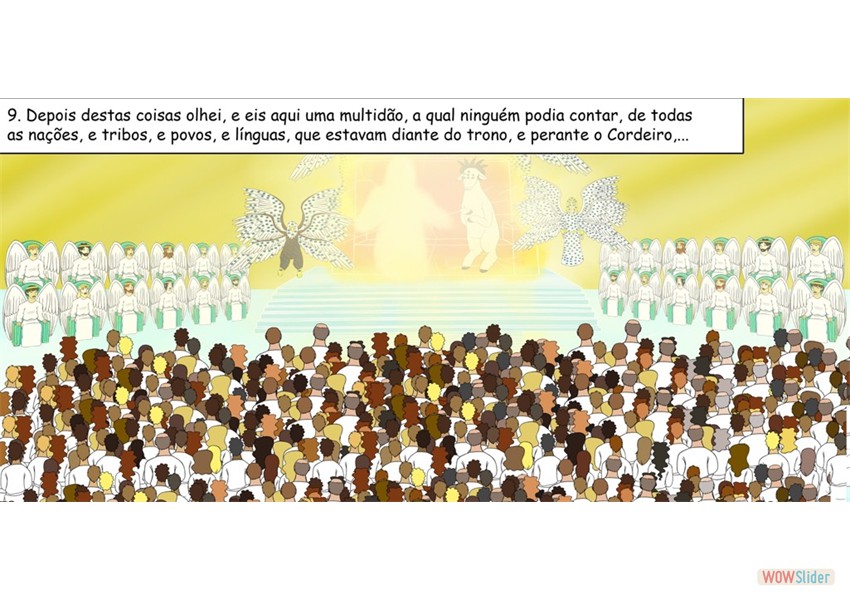 9. Depois destas coisas olhei, e eis aqui uma multidão, a qual ninguém podia contar, de todas
as nações, e tribos, e povos, e línguas, que estavam diante do trono, e perante o Cordeiro,...
WOWSlider